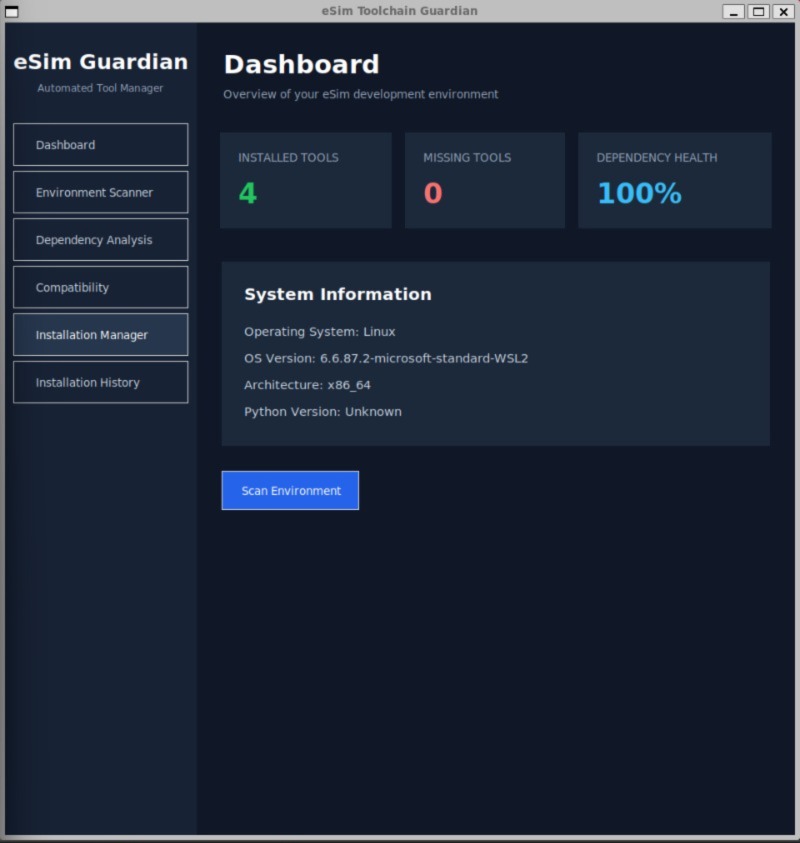 eSim Toolchain Guardian
eSim Guardian
Automated Tool Manager
Dashboard
Environment Scanner
Dependency Analysis
Compatibility
Installation Manager
Installation History
Dashboard
Overview of your eSim development environment
INSTALLED TOOLS
4
MISSING TOOLS
0
DEPENDENCY HEALTH
100%
System Information
Operating System: Linux
OS Version: 6.6.87.2-microsoft-standard-WSL2
Architecture: x86_64
Python Version: Unknown
Scan Environment